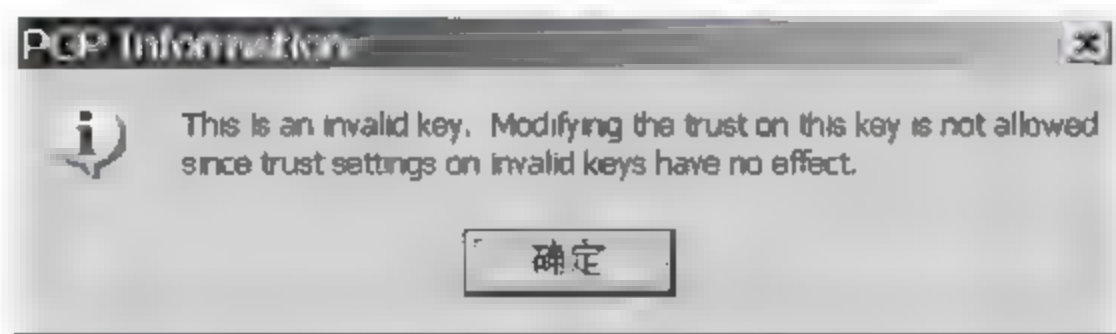 PGP Information
This is an invalid key. Modifying the trust on this key is not allowed
since trust settings on invalid keys have no effect.
确定